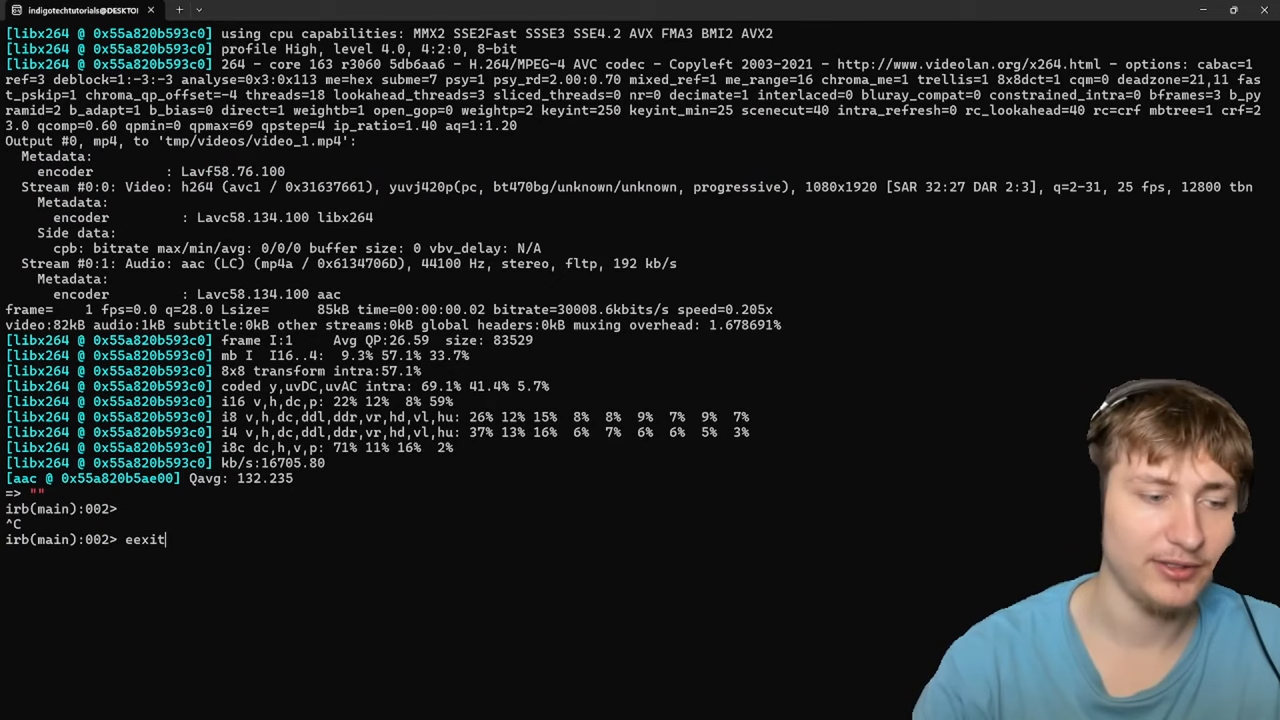 indigotechtutorials@DESKTO
[libx264 @ 0x55a820b593c0] using cpu capabilities: MMX2 SSE2Fast SSSE3 SSE4.2 AVX FMA3 BMI2 AVX2
[libx264 @ 0x55a820b593c0] profile High, level 4.0, 4:2:0, 8-bit
[libx264 @ 0x55a820b593c0] 264 - core 163 r3060 5db6aa6 - H.264/MPEG-4 AVC codec - Copyleft 2003-2021 - http://www.videolan.org/x264.html - options: cabac=1
ref=3 deblock=1:-3:-3 analyse=0x3:0x113 me=hex subme=7 psy=1 psy_rd=2.00:0.70 mixed_ref=1 me_range=16 chroma_me=1 trellis=1 8x8dct=1 cqm=0 deadzone=21,11 fas
t_pskip=1 chroma_qp_offset=-4 threads=18 lookahead_threads=3 sliced_threads=0 nr=0 decimate=1 interlaced=0 bluray_compat=0 constrained_intra=0 bframes=3 b_py
ramid=2 b_adapt=1 b_bias=0 direct=1 weightb=1 open_gop=0 weightp=2 keyint=250 keyint_min=25 scenecut=40 intra_refresh=0 rc_lookahead=40 rc=crf mbtree=1 crf=2
3.0 qcomp=0.60 qpmin=0 qpmax=69 qpstep=4 ip_ratio=1.40 aq=1:1.20
Output #0, mp4, to 'tmp/videos/video_1.mp4':
Metadata:
encoder : Lavf58.76.100
Stream #0:0: Video: h264 (avc1 / 0x31637661), yuvj420p(pc, bt470bg/unknown/unknown, progressive), 1080x1920 [SAR 32:27 DAR 2:3], q=2-31, 25 fps, 12800 tbn
Metadata:
encoder : Lavc58.134.100 libx264
Side data:
cpb: bitrate max/min/avg: 0/0/0 buffer size: 0 vbv_delay: N/A
Stream #0:1: Audio: aac (LC) (mp4a / 0x6134706D), 44100 Hz, stereo, fltp, 192 kb/s
Metadata:
encoder : Lavc58.134.100 aac
frame= 1 fps=0.0 q=28.0 Lsize= 85kB time=00:00:00.02 bitrate=30008.6kbits/s speed=0.205x
video:82kB audio:1kB subtitle:0kB other streams:0kB global headers:0kB muxing overhead: 1.678691%
[libx264 @ 0x55a820b593c0] frame I:1 Avg QP:26.59 size: 83529
[libx264 @ 0x55a820b593c0] mb I I16..4: 9.3% 57.1% 33.7%
[libx264 @ 0x55a820b593c0] 8x8 transform intra:57.1%
[libx264 @ 0x55a820b593c0] coded y,uvDC,uvAC intra: 69.1% 41.4% 5.7%
[libx264 @ 0x55a820b593c0] i16 v,h,dc,p: 22% 12% 8% 59%
[libx264 @ 0x55a820b593c0] i8 v,h,dc,ddl,ddr,vr,hd,vl,hu: 26% 12% 15% 8% 8% 9% 7% 9% 7%
[libx264 @ 0x55a820b593c0] i4 v,h,dc,ddl,ddr,vr,hd,vl,hu: 37% 13% 16% 6% 7% 6% 6% 5% 3%
[libx264 @ 0x55a820b593c0] i8c dc,h,v,p: 71% 11% 16% 2%
[libx264 @ 0x55a820b593c0] kb/s:16705.80
[aac @ 0x55a820b5ae00] Qavg: 132.235
=> ""
irb(main):002>
^C
irb(main):002> eexit